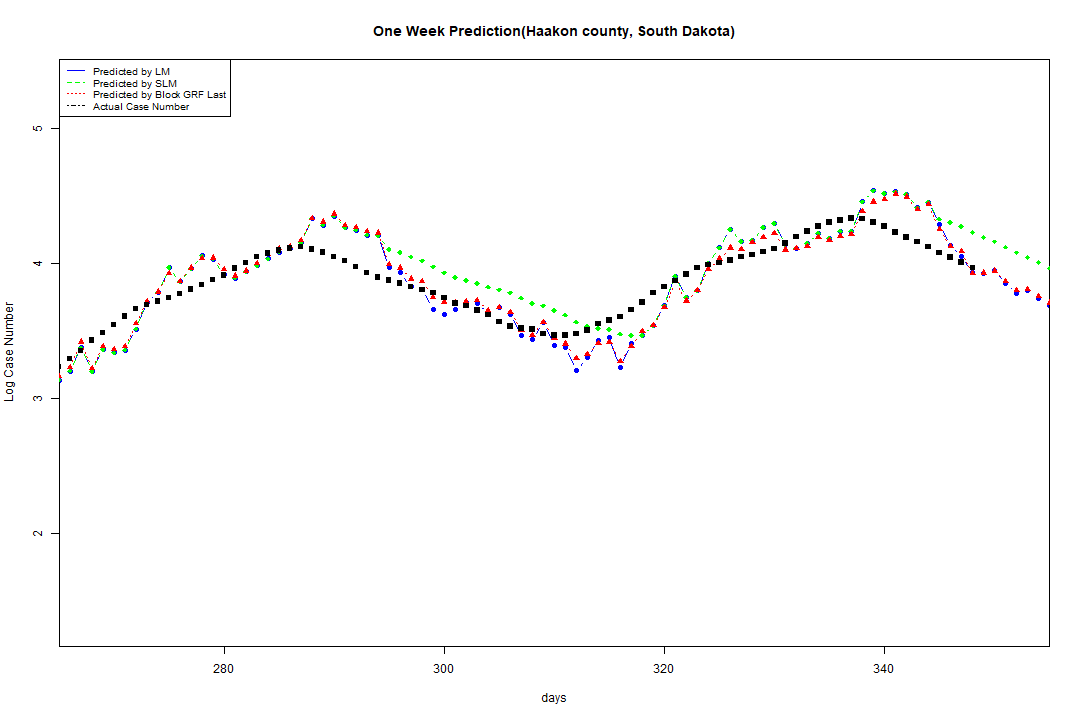 One Week Prediction(Haakon county, South Dakota)
Predicted by LM
Predicted by SLM
Predicted by Block GRF Last
Actual Case Number
5
4
3
2
Log Case Number
280 300 320 340
days